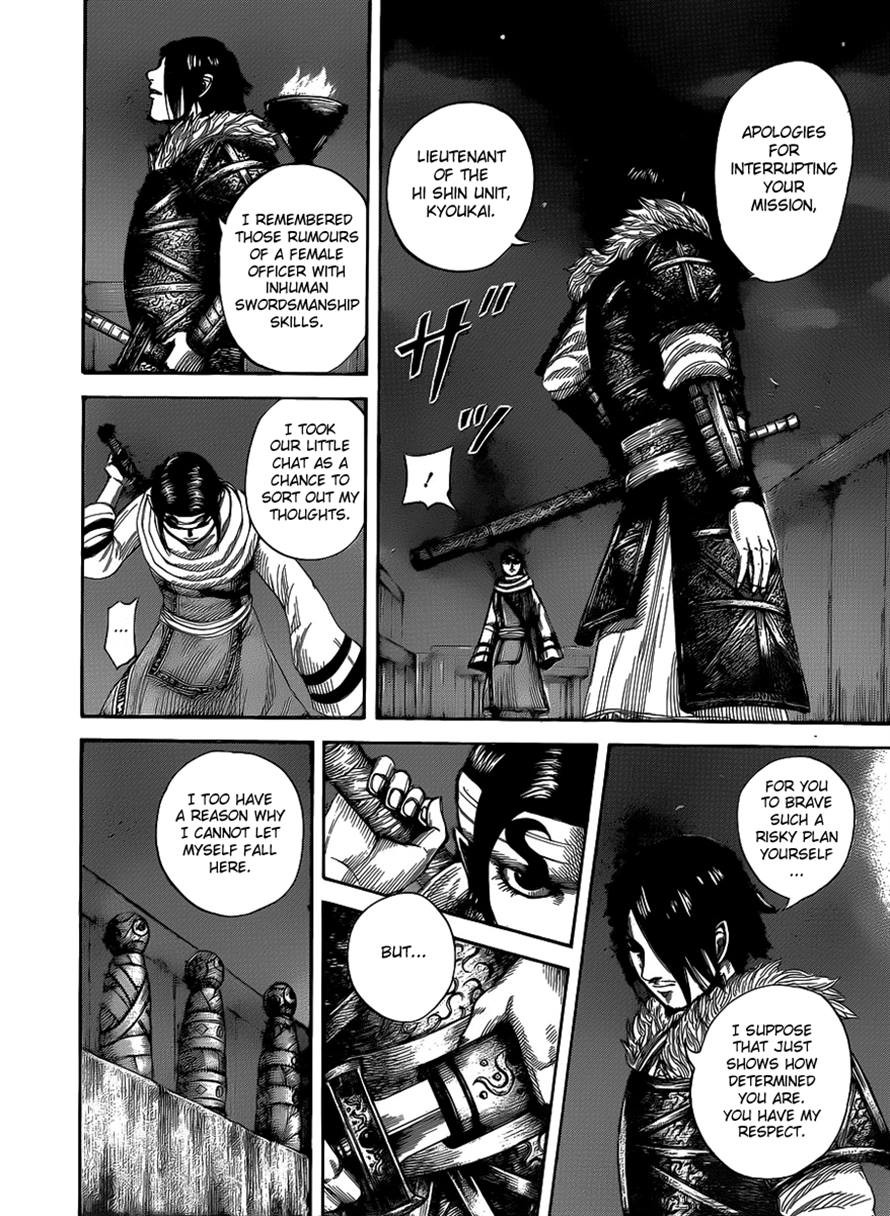 APOLOGIES
FOR
INTERRUPTING
YOUR
MISSION,
LIEUTENANT
OF THE
HI SHIN UNIT,
KYOUKAI.
ザッ
!
I REMEMBERED
THOSE RUMOURS
OF A FEMALE
OFFICER WITH
INHUMAN
SWORDSMANSHIP
SKILLS.
I TOOK
OUR LITTLE
CHAT AS A
CHANCE TO
SORT OUT MY
THOUGHTS.
...
FOR YOU
TO BRAVE
SUCH A
RISKY PLAN
YOURSELF
...
I SUPPOSE
THAT JUST
SHOWS HOW
DETERMINED
YOU ARE.
YOU HAVE MY
RESPECT.
BUT...
I TOO HAVE
A REASON WHY
I CANNOT LET
MYSELF FALL
HERE.